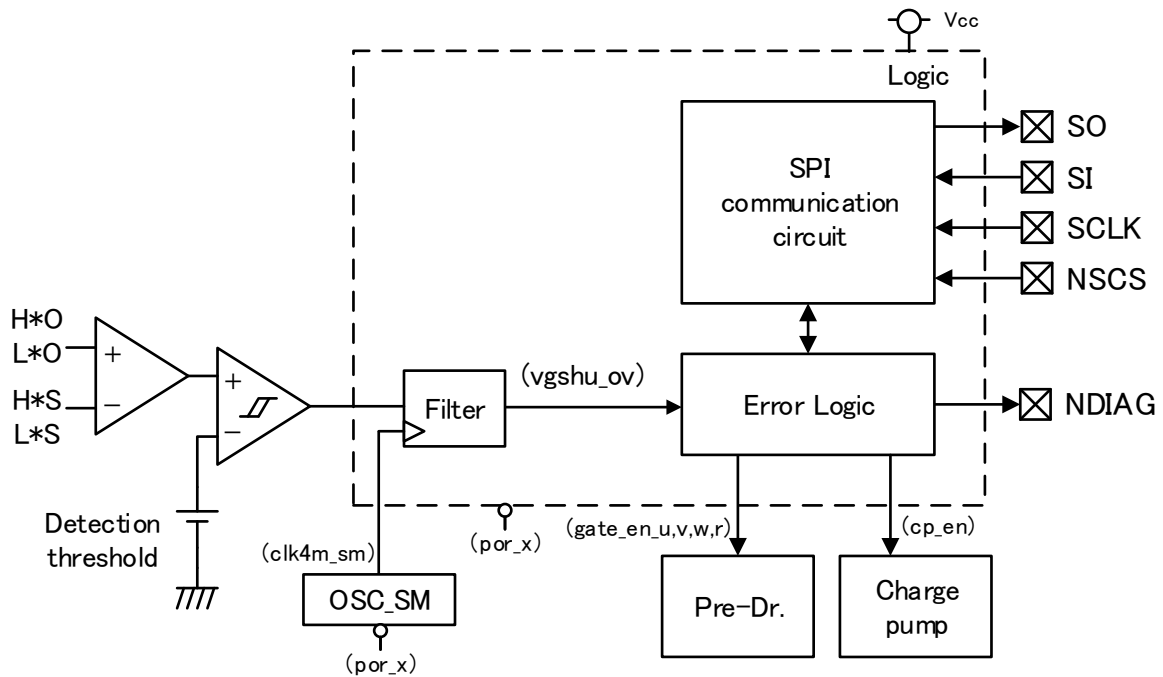 Vcc
Logic
SPI
communication
circuit
SO
SI
SCLK
NSCS
H*O
L*O
H*S
L*S
+
−
+
−
Filter
(vgshu_ov)
Error Logic
NDIAG
Detection
threshold
(clk4m_sm)
(por_x)
(gate_en_u,v,w,r)
(cp_en)
OSC_SM
(por_x)
Pre-Dr.
Charge
pump